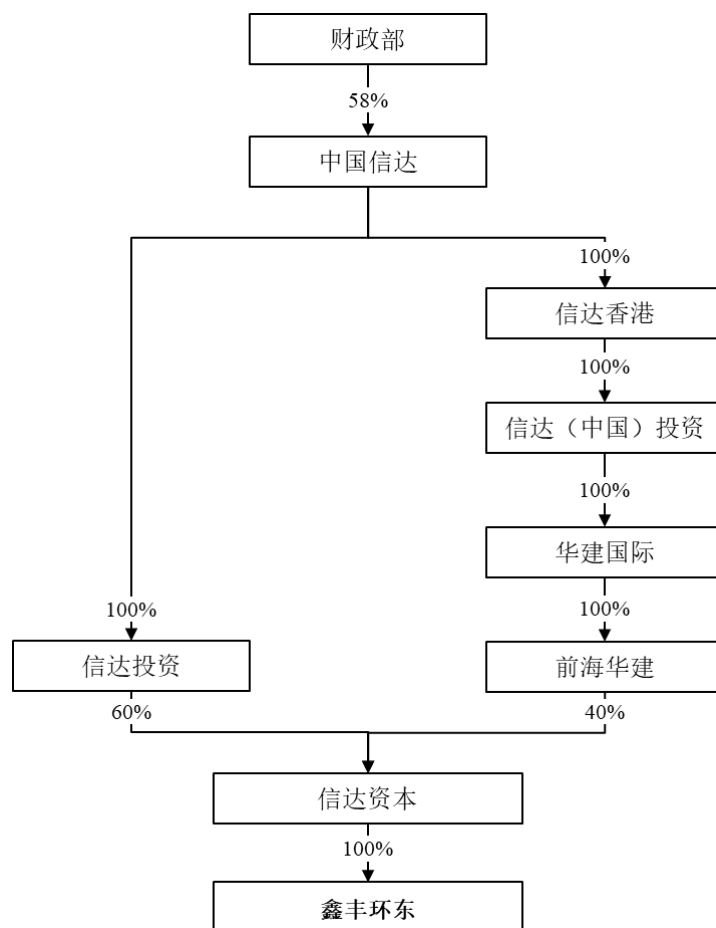 财政部
58%
中国信达
100%
信达香港
100%
信达（中国）投资
100%
华建国际
100%
100%
信达投资
前海华建
60%
40%
信达资本
100%
鑫丰环东